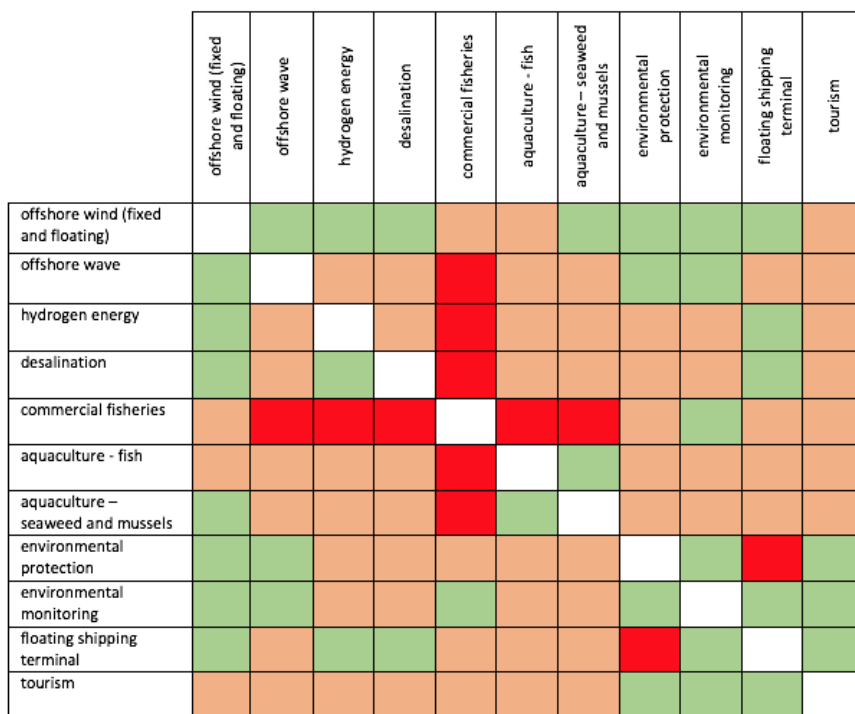 offshore wind (fixed
and floating)
offshore wave
hydrogen energy
desalination
commercial fisheries
aquaculture - fish
aquaculture – seaweed
and mussels
environmental
protection
environmental
monitoring
floating shipping
terminal
tourism
offshore wind (fixed
and floating)
offshore wave
hydrogen energy
desalination
commercial fisheries
aquaculture - fish
aquaculture –
seaweed and mussels
environmental
protection
environmental
monitoring
floating shipping
terminal
tourism